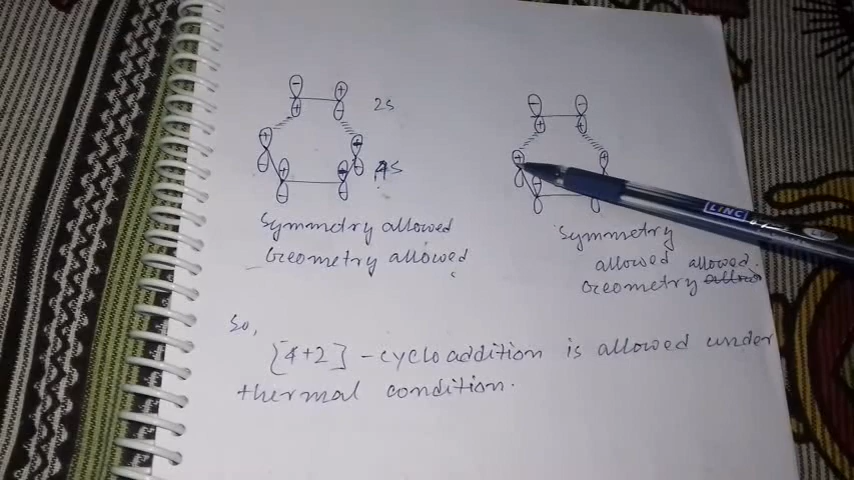 2s
4s
Symmetry allowed
Geometry allowed
Symmetry
allowed allowed.
Geometry
So,
[4+2] - cycloaddition is allowed under
thermal condition.
LINC